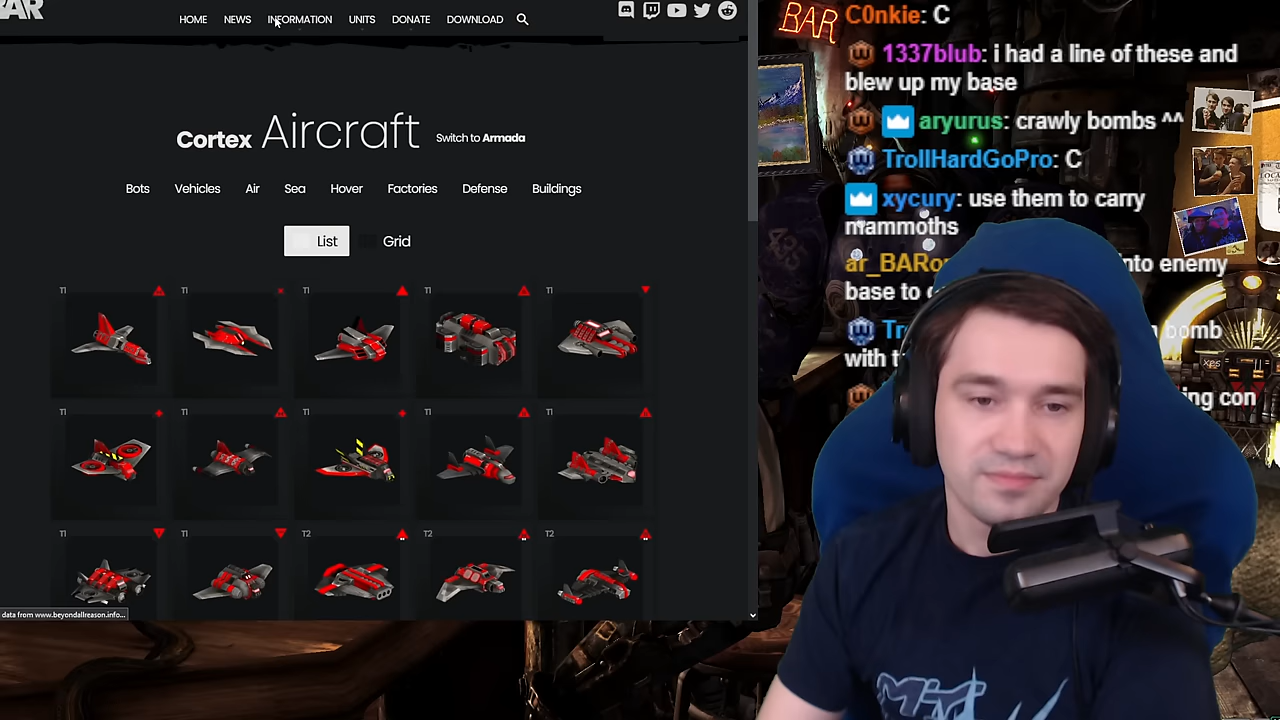 BAR
HOME NEWS INFORMATION UNITS DONATE DOWNLOAD
Cortex Aircraft Switch to Armada
Bots Vehicles Air Sea Hover Factories Defense Buildings
List Grid
T1 T1 T1 T1 T1
T1 T1 T1 T1 T1
T1 T1 T2 T2 T2
data from www.beyondallreason.info...
BAR
C0nkie: C
1337blub: i had a line of these and
blew up my base
aryurus: crawly bombs ^^
TrollHardGoPro: C
xycury: use them to carry
mammoths
into enemy
base to
bomb
with
con